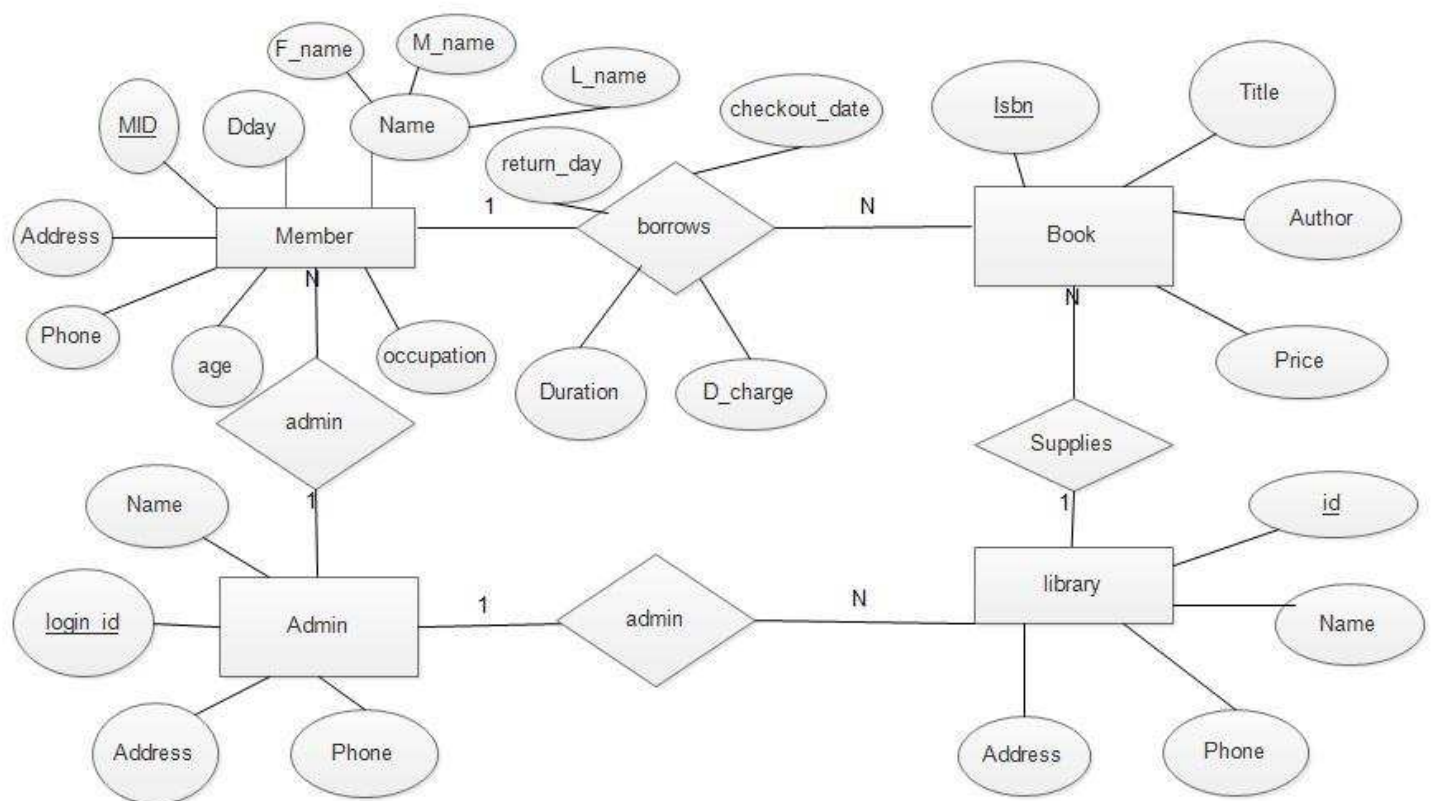 F_name
M_name
L_name
MID
Dday
Name
checkout_date
Isbn
Title
return_day
Address
Member
1
borrows
N
Book
Author
N
N
Phone
age
occupation
Duration
D_charge
Price
admin
Supplies
Name
1
1
id
login_id
Admin
1
admin
N
library
Name
Address
Phone
Address
Phone